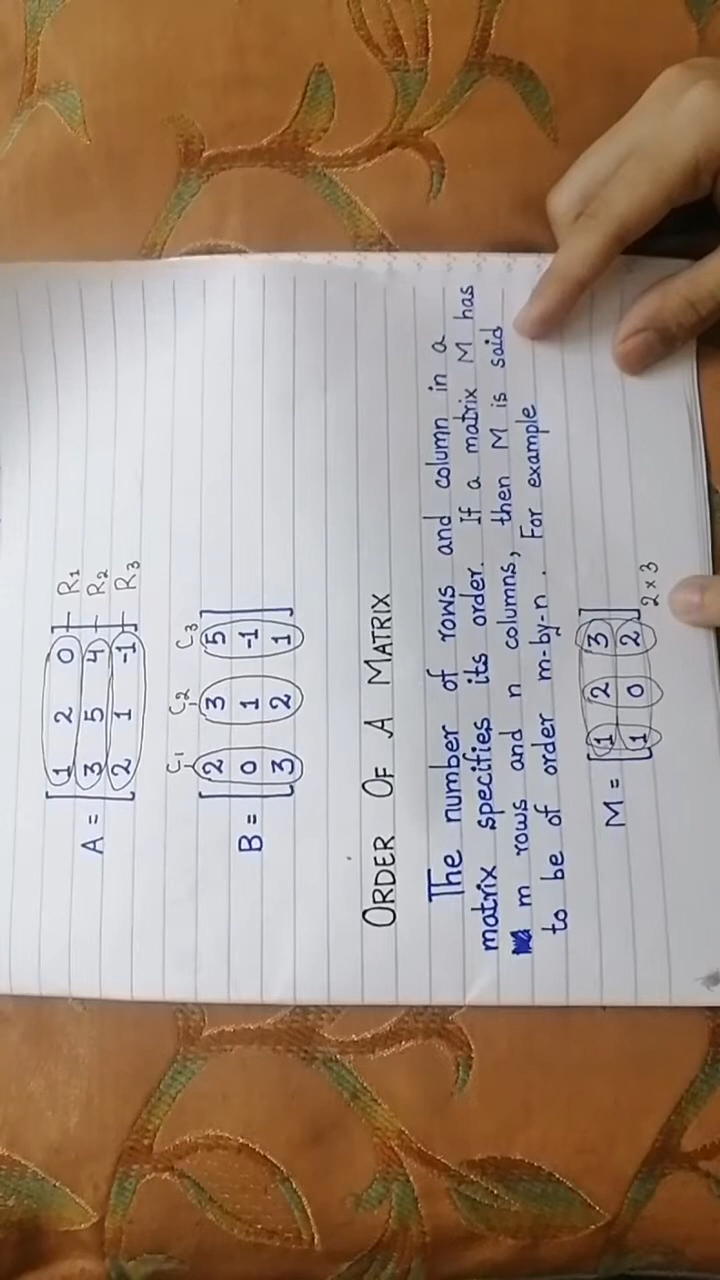 [1 2 0] R₁
A = [3 5 4] R₂
[2 1 -1] R₃
C₁ C₂ C₃
[2 3 5]
B = [0 1 -1]
[3 2 1]
ORDER OF A MATRIX
The number of rows and column in a
matrix specifies its order. If a matrix M has
m rows and n columns, then M is said
to be of order m-by-n. For example
M = [1 2 3]
[1 0 2] 2 x 3